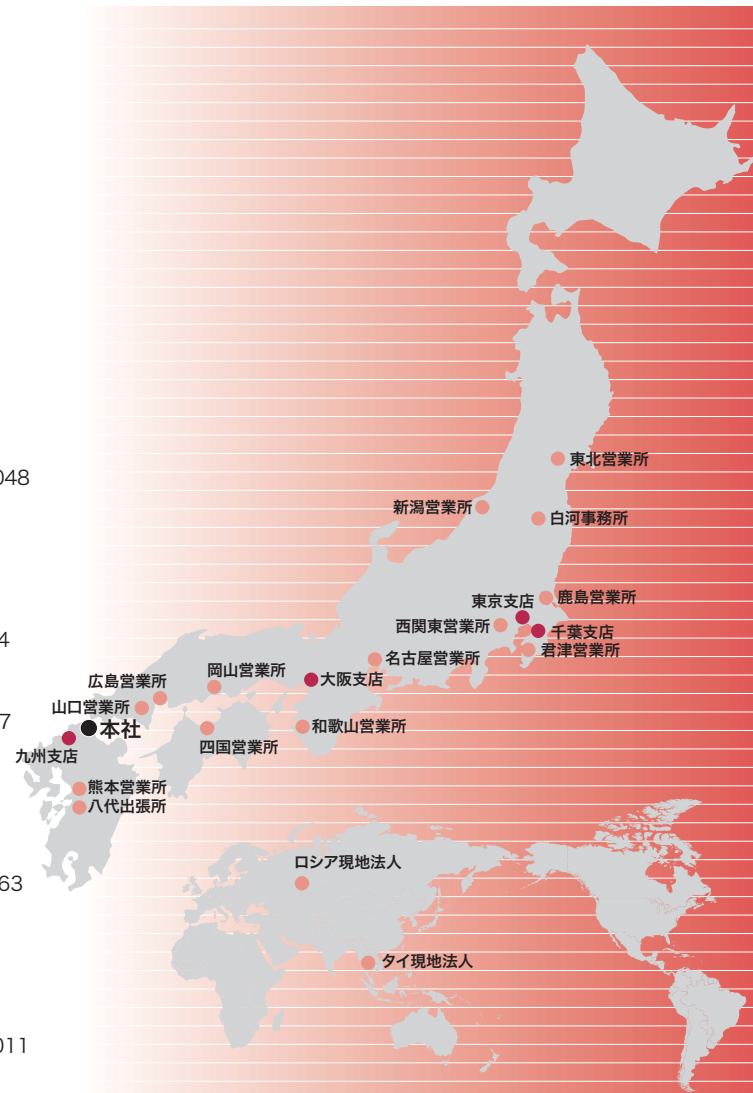 東北営業所
048
新潟営業所
白河事務所
鹿島営業所
東京支店
西関東営業所
千葉支店
4
君津営業所
名古屋営業所
岡山営業所
大阪支店
広島営業所
山口営業所
7
本社
和歌山営業所
四国営業所
九州支店
熊本営業所
八代出張所
ロシア現地法人
63
タイ現地法人
011